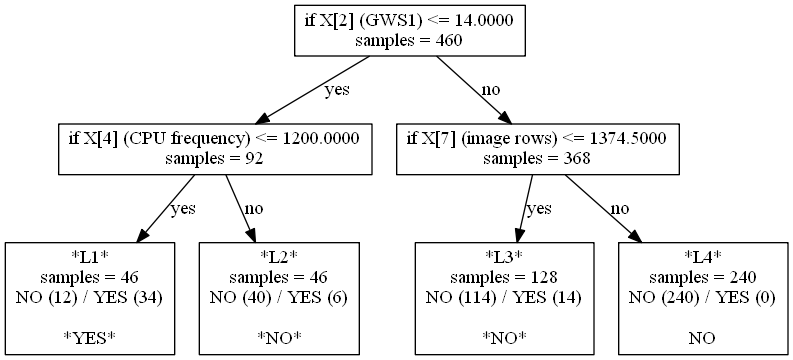 if X[2] (GWS1) <= 14.0000
samples = 460
yes
no
if X[4] (CPU frequency) <= 1200.0000
samples = 92
if X[7] (image rows) <= 1374.5000
samples = 368
yes
no
yes
no
*L1*
samples = 46
NO (12) / YES (34)
*YES*
*L2*
samples = 46
NO (40) / YES (6)
*NO*
*L3*
samples = 128
NO (114) / YES (14)
*NO*
*L4*
samples = 240
NO (240) / YES (0)
NO